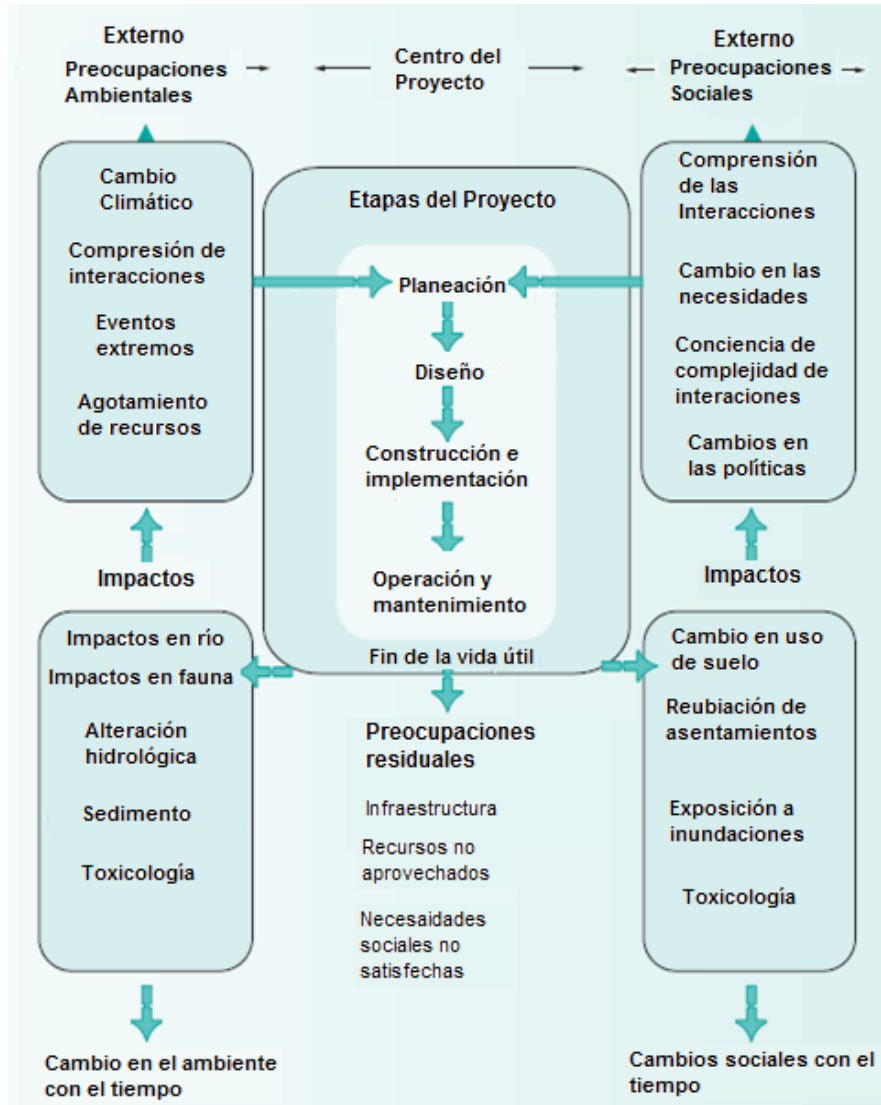 Externo
Preocupaciones
Ambientales
Centro del
Proyecto
Externo
Preocupaciones
Sociales
Cambio
Climático
Compresión de
interacciones
Eventos
extremos
Agotamiento
de recursos
Etapas del Proyecto
Planeación
Diseño
Construcción e
implementación
Operación y
mantenimiento
Fin de la vida útil
Comprensión
de las
Interacciones
Cambio en las
necesidades
Conciencia de
complejidad de
interaciones
Cambios en
las políticas
Impactos
Impactos en río
Impactos en fauna
Alteración
hidrológica
Sedimento
Toxicología
Preocupaciones
residuales
Infraestructura
Recursos no
aprovechados
Necesaidades
sociales no
satisfechas
Impactos
Cambio en uso
de suelo
Reubiación de
asentamientos
Exposición a
inundaciones
Toxicología
Cambio en el ambiente
con el tiempo
Cambios sociales con el
tiempo